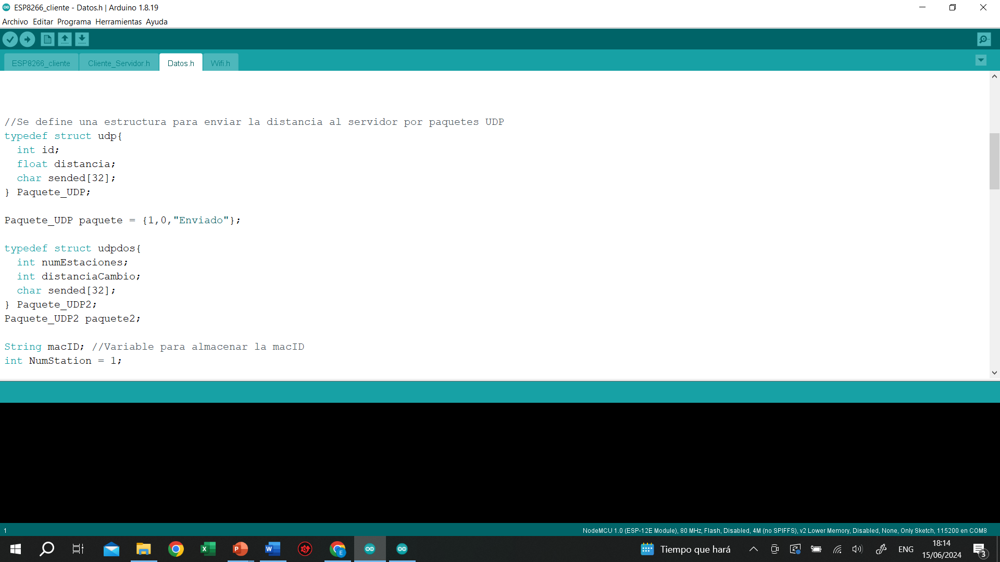 ESP8266_cliente - Datos.h | Arduino 1.8.19
Archivo Editar Programa Herramientas Ayuda
ESP8266_cliente Cliente_Servidor.h Datos.h Wifi.h
//Se define una estructura para enviar la distancia al servidor por paquetes UDP
typedef struct udp{
  int id;
  float distancia;
  char sended[32];
} Paquete_UDP;
Paquete_UDP paquete = {1,0,"Enviado"};
typedef struct udpdos{
  int numEstaciones;
  int distanciaCambio;
  char sended[32];
} Paquete_UDP2;
Paquete_UDP2 paquete2;
String macID; //Variable para almacenar la macID
int NumStation = 1;
1 NodeMCU 1.0 (ESP-12E Module), 80 MHz, Flash, Disabled, 4M (no SPIFFS), v2 Lower Memory, Disabled, None, Only Sketch, 115200 en COM8
Tiempo que hará ENG 18:14
15/06/2024 3